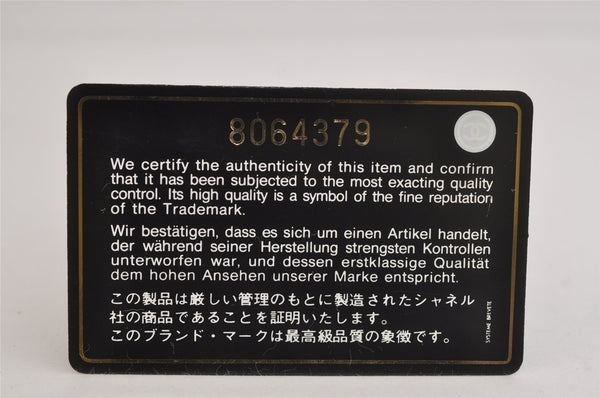 8064379
We certify the authenticity of this item and confirm
that it has been subjected to the most exacting quality
control. Its high quality is a symbol of the fine reputation
of the Trademark.
Wir bestätigen, dass es sich um einen Artikel handelt,
der während seiner Herstellung strengsten Kontrollen
unterworfen war, und dessen erstklassige Qualität
dem hohen Ansehen unserer Marke entspricht.
この製品は厳しい管理のもとに製造されたシャネル
社の商品であることを証明いたします。
このブランド・マークは最高級品質の象徴です。